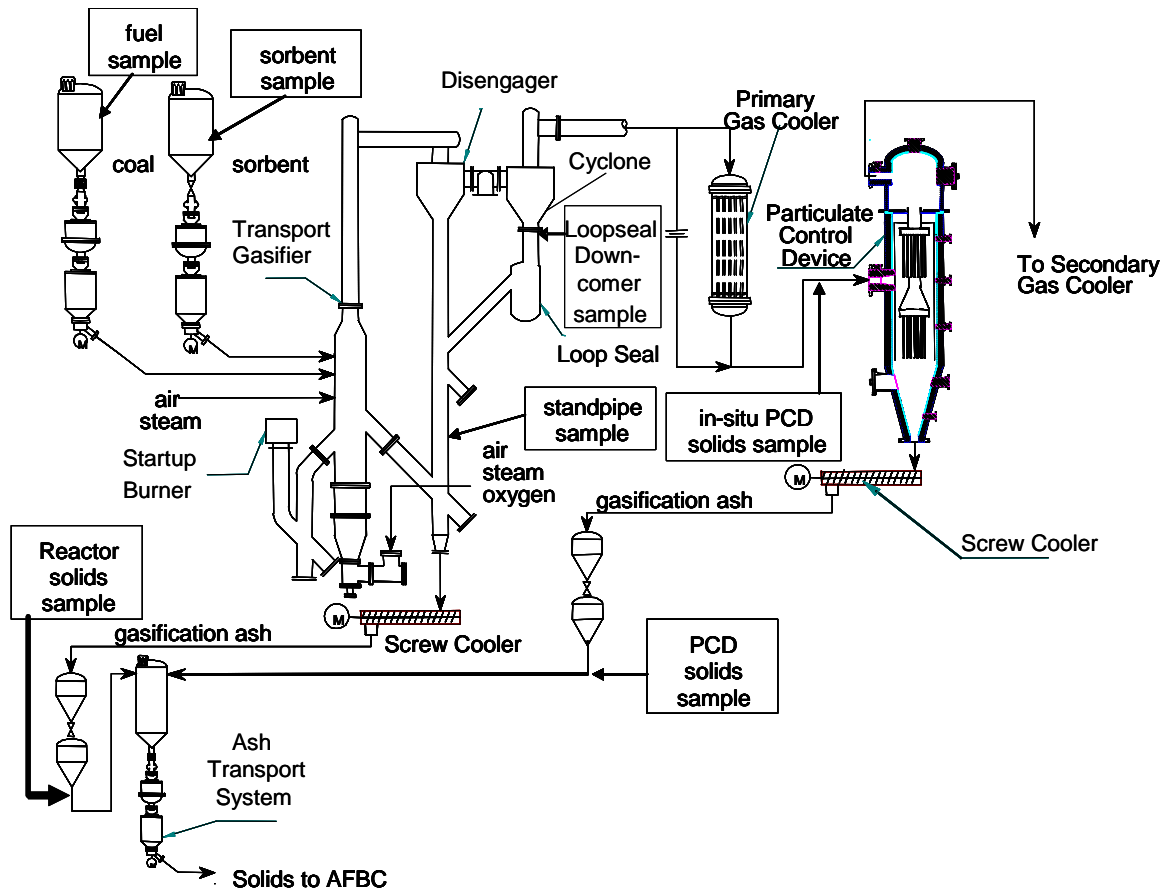 fuel
sample
sorbent
sample
Disengager
Primary
Gas Cooler
coal
sorbent
Cyclone
Transport
Gasifier
Loopseal
Down-
comer
sample
Particulate
Control
Device
To Secondary
Gas Cooler
Loop Seal
air
steam
standpipe
sample
in-situ PCD
solids sample
Startup
Burner
air
steam
oxygen
M
M
M
gasification ash
Screw Cooler
Reactor
solids
sample
M
gasification ash
Screw Cooler
PCD
solids
sample
Ash
Transport
System
Solids to AFBC